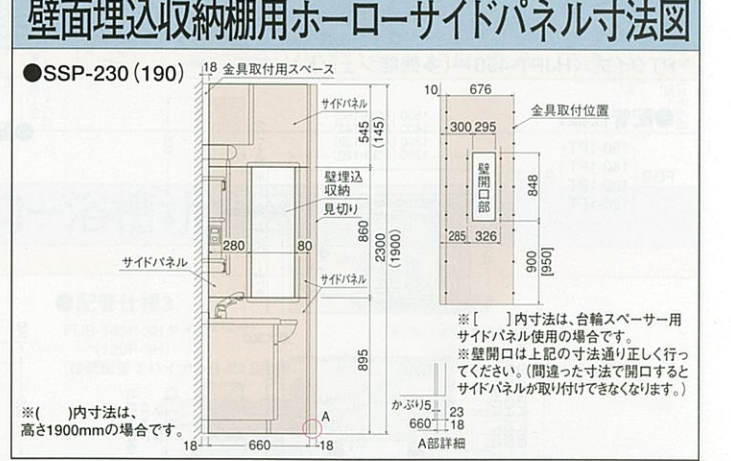 壁面埋込収納棚用ホーローサイドパネル寸法図
●SSP-230(190)
18 金具取付用スペース
サイドパネル
545
(145)
壁埋込
収納
見切り
280
80
860
2300
(1900)
サイドパネル
サイドパネル
895
A
18
660
18
※( )内寸法は、
高さ1900mmの場合です。
10
676
金具取付位置
300 295
壁開口部
848
285 326
900
[950]
※[ ]内寸法は、台輪スペーサー用
サイドパネル使用の場合です。
※壁開口は上記の寸法通り正しく行っ
てください。(間違った寸法で開口すると
サイドパネルが取り付けできなくなります。)
かぶり5
23
660
18
A部詳細